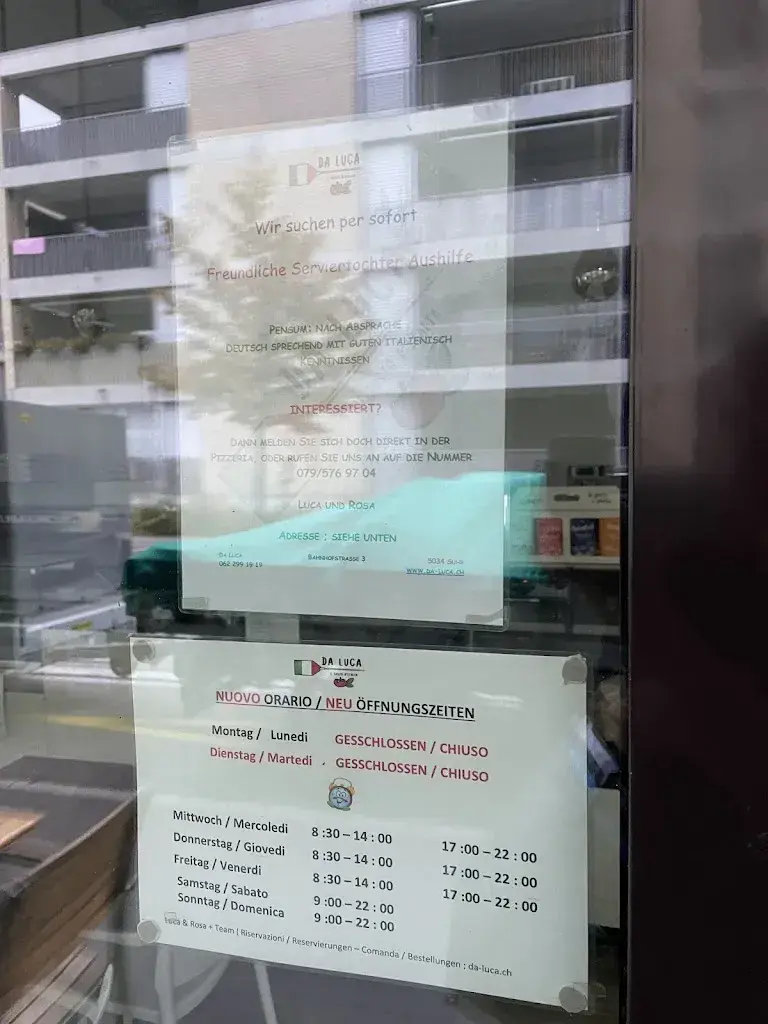 DA LUCA
Wir suchen per sofort
Freundliche Serviertochter Aushilfe
PENSUM: NACH ABSPRACHE
DEUTSCH SPRECHEND MIT GUTEN ITALIENISCH
KENNTNISSEN
INTERESSIERT?
DANN MELDEN SIE SICH DOCH DIREKT IN DER
PIZZERIA, ODER RUFEN SIE UNS AN AUF DIE NUMMER
079/576 97 04
LUCA UND ROSA
ADRESSE : SIEHE UNTEN
DA LUCA BAHNHOFSTRASSE 3 5034 SUHR
062 299 19 19 WWW.DA-LUCA.CH
DA LUCA
NUOVO ORARIO / NEU ÖFFNUNGSZEITEN
Montag / Lunedi GESSCHLOSSEN / CHIUSO
Dienstag / Martedi . GESSCHLOSSEN / CHIUSO
Mittwoch / Mercoledi 8 :30 – 14 : 00 17 :00 – 22 : 00
Donnerstag / Giovedi 8 :30 – 14 : 00 17 :00 – 22 : 00
Freitag / Venerdi 8 :30 – 14 : 00 17 :00 – 22 : 00
Samstag / Sabato 9 :00 – 22 : 00
Sonntag / Domenica 9 :00 – 22 : 00
Luca & Rosa + Team ( Riservazioni / Reservierungen – Comanda / Bestellungen ; da-luca.ch